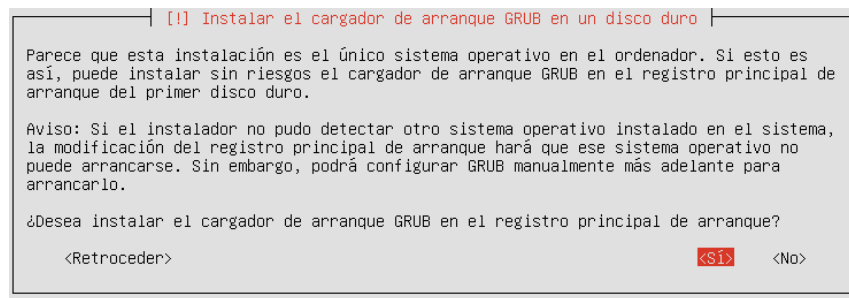 [!] Instalar el cargador de arranque GRUB en un disco duro
Parece que esta instalación es el único sistema operativo en el ordenador. Si esto es
así, puede instalar sin riesgos el cargador de arranque GRUB en el registro principal de
arranque del primer disco duro.
Aviso: Si el instalador no pudo detectar otro sistema operativo instalado en el sistema,
la modificación del registro principal de arranque hará que ese sistema operativo no
puede arrancarse. Sin embargo, podrá configurar GRUB manualmente más adelante para
arrancarlo.
¿Desea instalar el cargador de arranque GRUB en el registro principal de arranque?
<Retroceder> <Sí> <No>